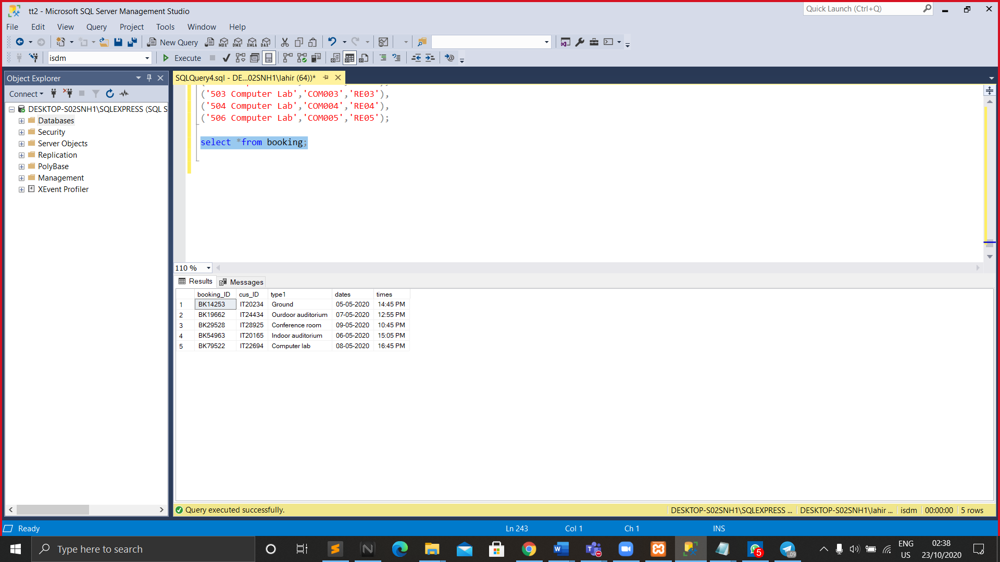 tt2 - Microsoft SQL Server Management Studio
Quick Launch (Ctrl+Q)
File Edit View Query Project Tools Window Help
New Query MDX DMX XMLA DAX
isdm Execute
Object Explorer
Connect
DESKTOP-S02SNH1\SQLEXPRESS (SQL S
Databases
Security
Server Objects
Replication
PolyBase
Management
XEvent Profiler
SQLQuery4.sql - DE...02SNH1\lahir (64))*
('503 Computer Lab','COM003','RE03'),
('504 Computer Lab','COM004','RE04'),
('506 Computer Lab','COM005','RE05');
select *from booking;
110 %
Results Messages
booking_ID cus_ID type1 dates times
1 BK14253 IT20234 Ground 05-05-2020 14:45 PM
2 BK19662 IT24434 Ourdoor auditorium 07-05-2020 12:55 PM
3 BK29528 IT28925 Conference room 09-05-2020 10:45 PM
4 BK54963 IT20165 Indoor auditorium 06-05-2020 15:05 PM
5 BK79522 IT22694 Computer lab 08-05-2020 16:45 PM
Query executed successfully. DESKTOP-S02SNH1\SQLEXPRESS ... DESKTOP-S02SNH1\lahir ... isdm 00:00:00 5 rows
Ready Ln 243 Col 1 Ch 1 INS
Type here to search
5
..09
ENG
US
02:38
23/10/2020